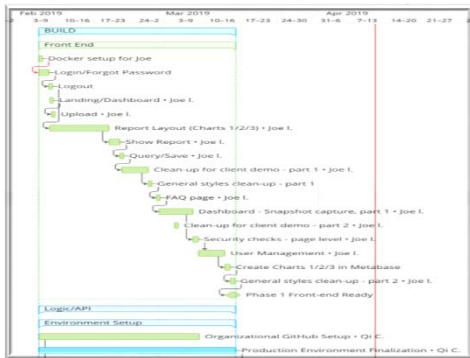 Feb 2019 Mar 2019 Apr 2019
3-9 10-16 17-23 24-2 3-9 10-16 17-23 24-30 31-6 7-13 14-20 21-27
BUILD
Front End
Docker setup for Joe
Login/Forgot Password
Logout
Landing/Dashboard • Joe I.
Upload • Joe I.
Report Layout (Charts 1/2/3) • Joe I.
Show Report • Joe I.
Query/Save • Joe I.
Clean-up for client demo - part 1 • Joe I.
General styles clean-up - part 1
FAQ page • Joe I.
Dashboard - Snapshot capture, part 1 • Joe I.
Clean-up for client demo - part 2 • Joe I.
Security checks - page level • Joe I.
User Management • Joe I.
Create Charts 1/2/3 in Metabase
General styles clean-up - part 2 • Joe I.
Phase 1 Front-end Ready
Logic/API
Environment Setup
Organizational GitHub Setup • Qi C.
Production Environment Finalization • Qi C.